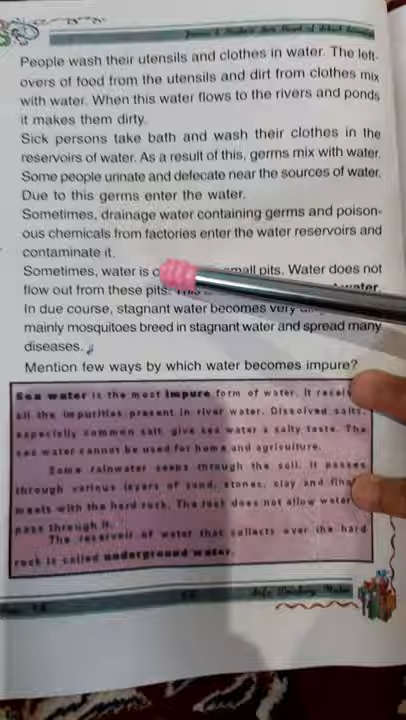 People wash their utensils and clothes in water. The left-
overs of food from the utensils and dirt from clothes mix
with water. When this water flows to the rivers and ponds
it makes them dirty.
Sick persons take bath and wash their clothes in the
reservoirs of water. As a result of this, germs mix with water.
Some people urinate and defecate near the sources of water.
Due to this germs enter the water.
Sometimes, drainage water containing germs and poison-
ous chemicals from factories enter the water reservoirs and
contaminate it.
Sometimes, water is small pits. Water does not
flow out from these pits. This water.
In due course, stagnant water becomes very
mainly mosquitoes breed in stagnant water and spread many
diseases.
Mention few ways by which water becomes impure?
Sea water is the most impure form of water. It
all the impurities present in river water. Dissolved salts,
especially common salt, give sea water a salty taste. The
sea water cannot be used for home and agriculture.
Some rainwater seeps through the soil. It passes
through various layers of sand, stones, clay and
meets with the hard rock. The rock does not allow water
pass through it.
The reservoir of water that collects over the hard
rock is called underground water.
Safe Drinking Water